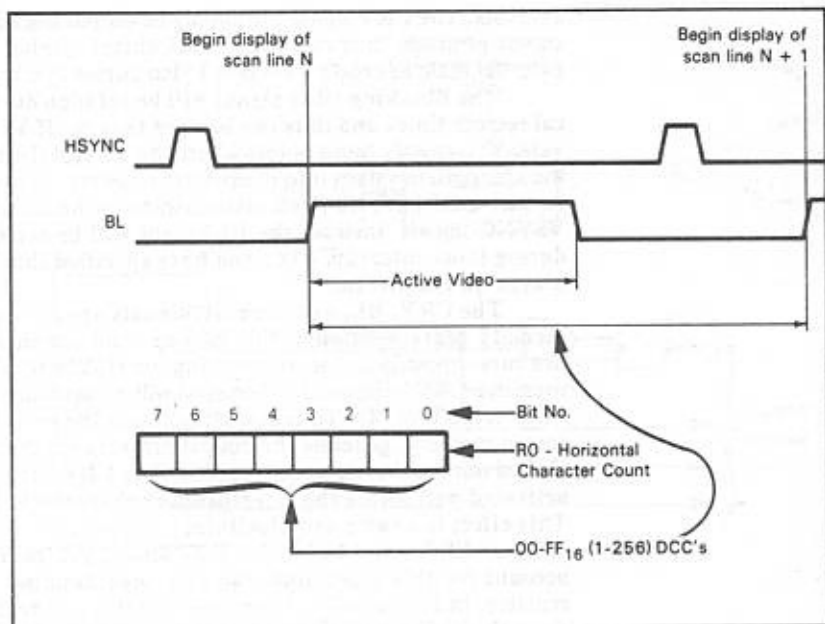 Begin display of
scan line N
Begin display of
scan line N + 1
HSYNC
BL
Active Video
7 6 5 4 3 2 1 0
Bit No.
R0 - Horizontal
Character Count
00-FF₁₆ (1-256) DCC's